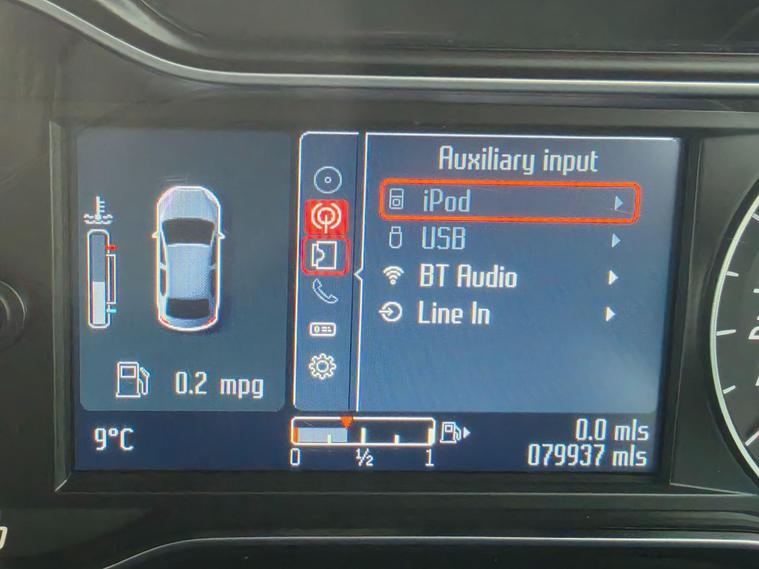 Auxiliary input
iPod
USB
BT Audio
Line In
0.2 mpg
9°C
0 ½ 1
0.0 mls
079937 mls